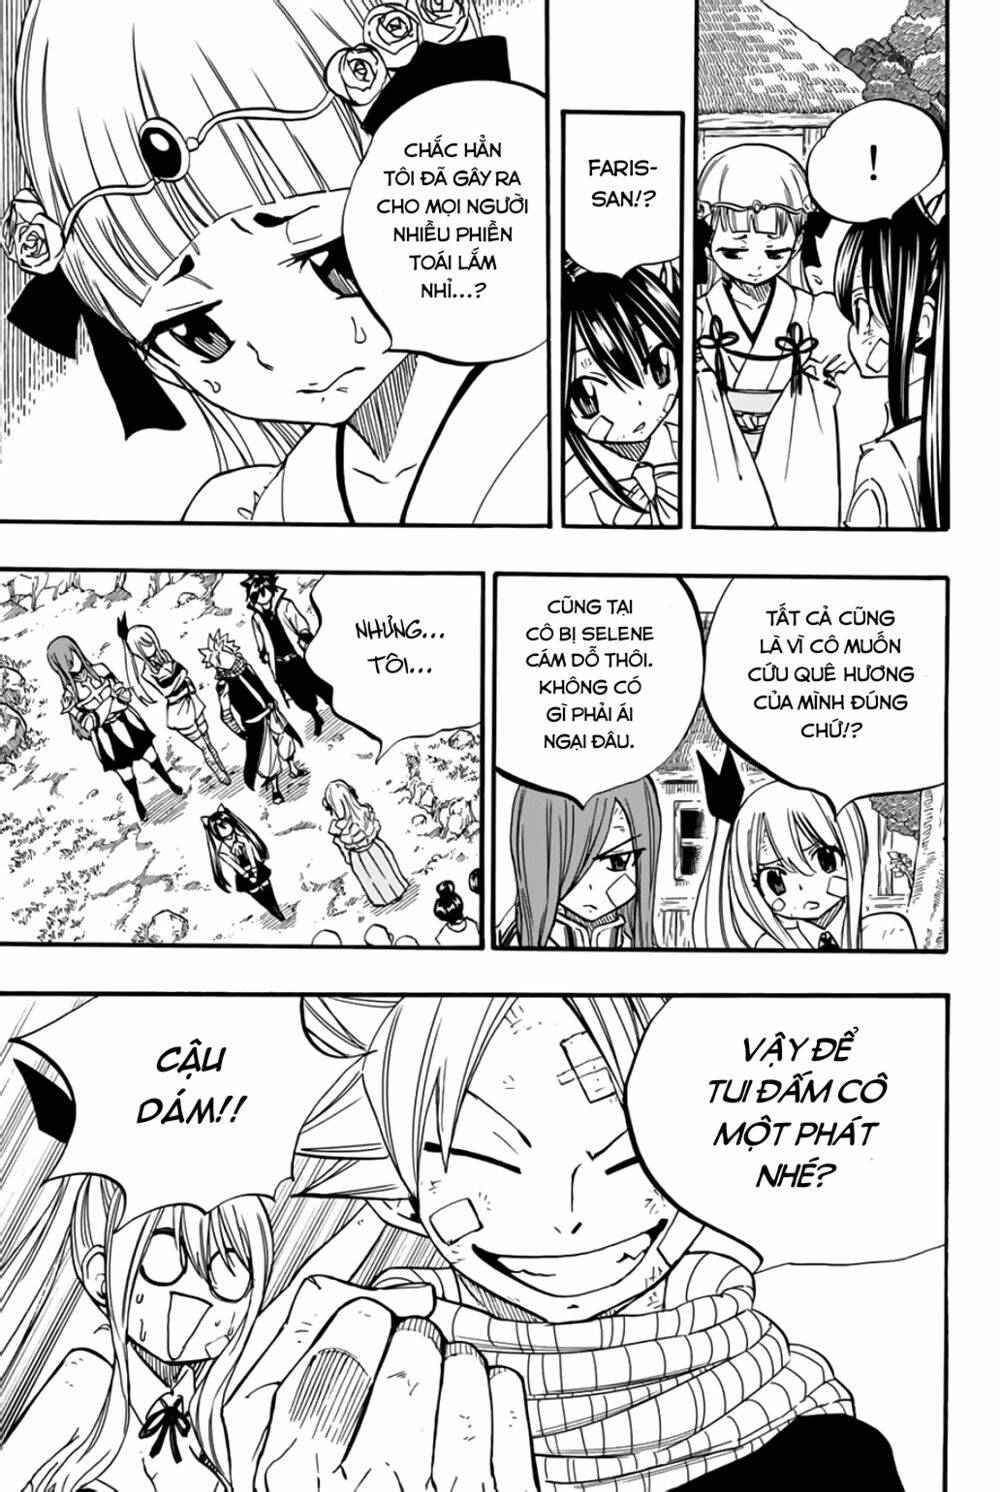 !
FARIS-
SAN!?
CHẮC HẲN
TÔI ĐÃ GÂY RA
CHO MỌI NGƯỜI
NHIỀU PHIỀN
TOÁI LẮM
NHỈ...?
TẤT CẢ CŨNG
LÀ VÌ CÔ MUỐN
CỨU QUÊ HƯƠNG
CỦA MÌNH ĐÚNG
CHỨ!?
CŨNG TẠI
CÔ BỊ SELENE
CÁM DỖ THÔI.
KHÔNG CÓ
GÌ PHẢI ÁI
NGẠI ĐÂU.
NHƯNG...
TÔI...
VẬY ĐỂ
TUI ĐẤM CÔ
MỘT PHÁT
NHÉ?
CẬU
DÁM!!